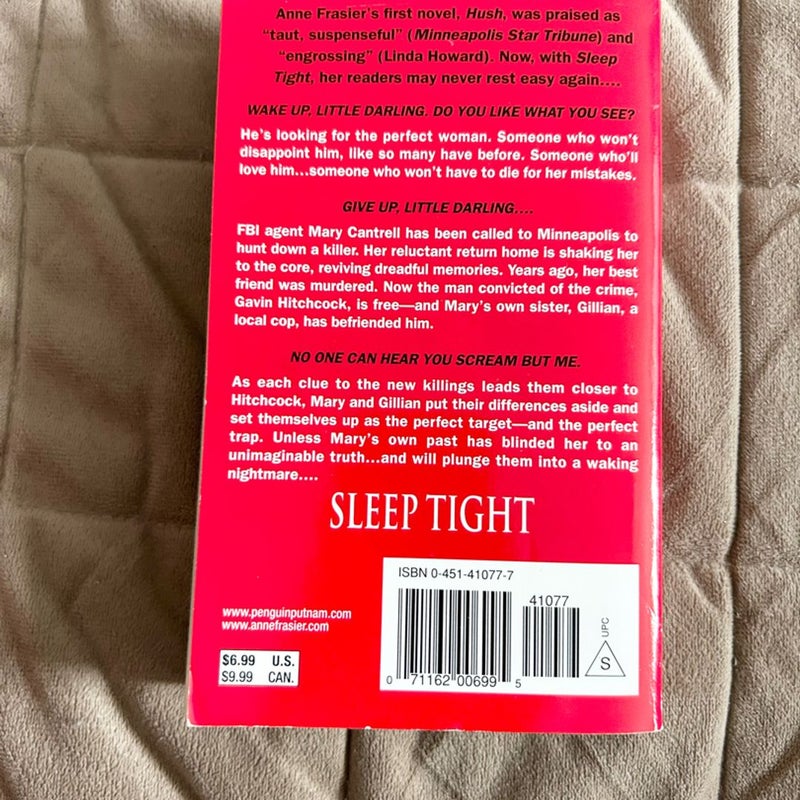 Anne Frasier's first novel, Hush, was praised as
"taut, suspenseful" (Minneapolis Star Tribune) and
"engrossing" (Linda Howard). Now, with Sleep
Tight, her readers may never rest easy again....
WAKE UP, LITTLE DARLING. DO YOU LIKE WHAT YOU SEE?
He's looking for the perfect woman. Someone who won't
disappoint him, like so many have before. Someone who'll
love him...someone who won't have to die for her mistakes.
GIVE UP, LITTLE DARLING....
FBI agent Mary Cantrell has been called to Minneapolis to
hunt down a killer. Her reluctant return home is shaking her
to the core, reviving dreadful memories. Years ago, her best
friend was murdered. Now the man convicted of the crime,
Gavin Hitchcock, is free—and Mary's own sister, Gillian, a
local cop, has befriended him.
NO ONE CAN HEAR YOU SCREAM BUT ME.
As each clue to the new killings leads them closer to
Hitchcock, Mary and Gillian put their differences aside and
set themselves up as the perfect target—and the perfect
trap. Unless Mary's own past has blinded her to an
unimaginable truth...and will plunge them into a waking
nightmare....
SLEEP TIGHT
ISBN 0-451-41077-7
41077
UPC
S
0 71162 00699 5
www.penguinputnam.com
www.annefrasier.com
$6.99 U.S.
$9.99 CAN.